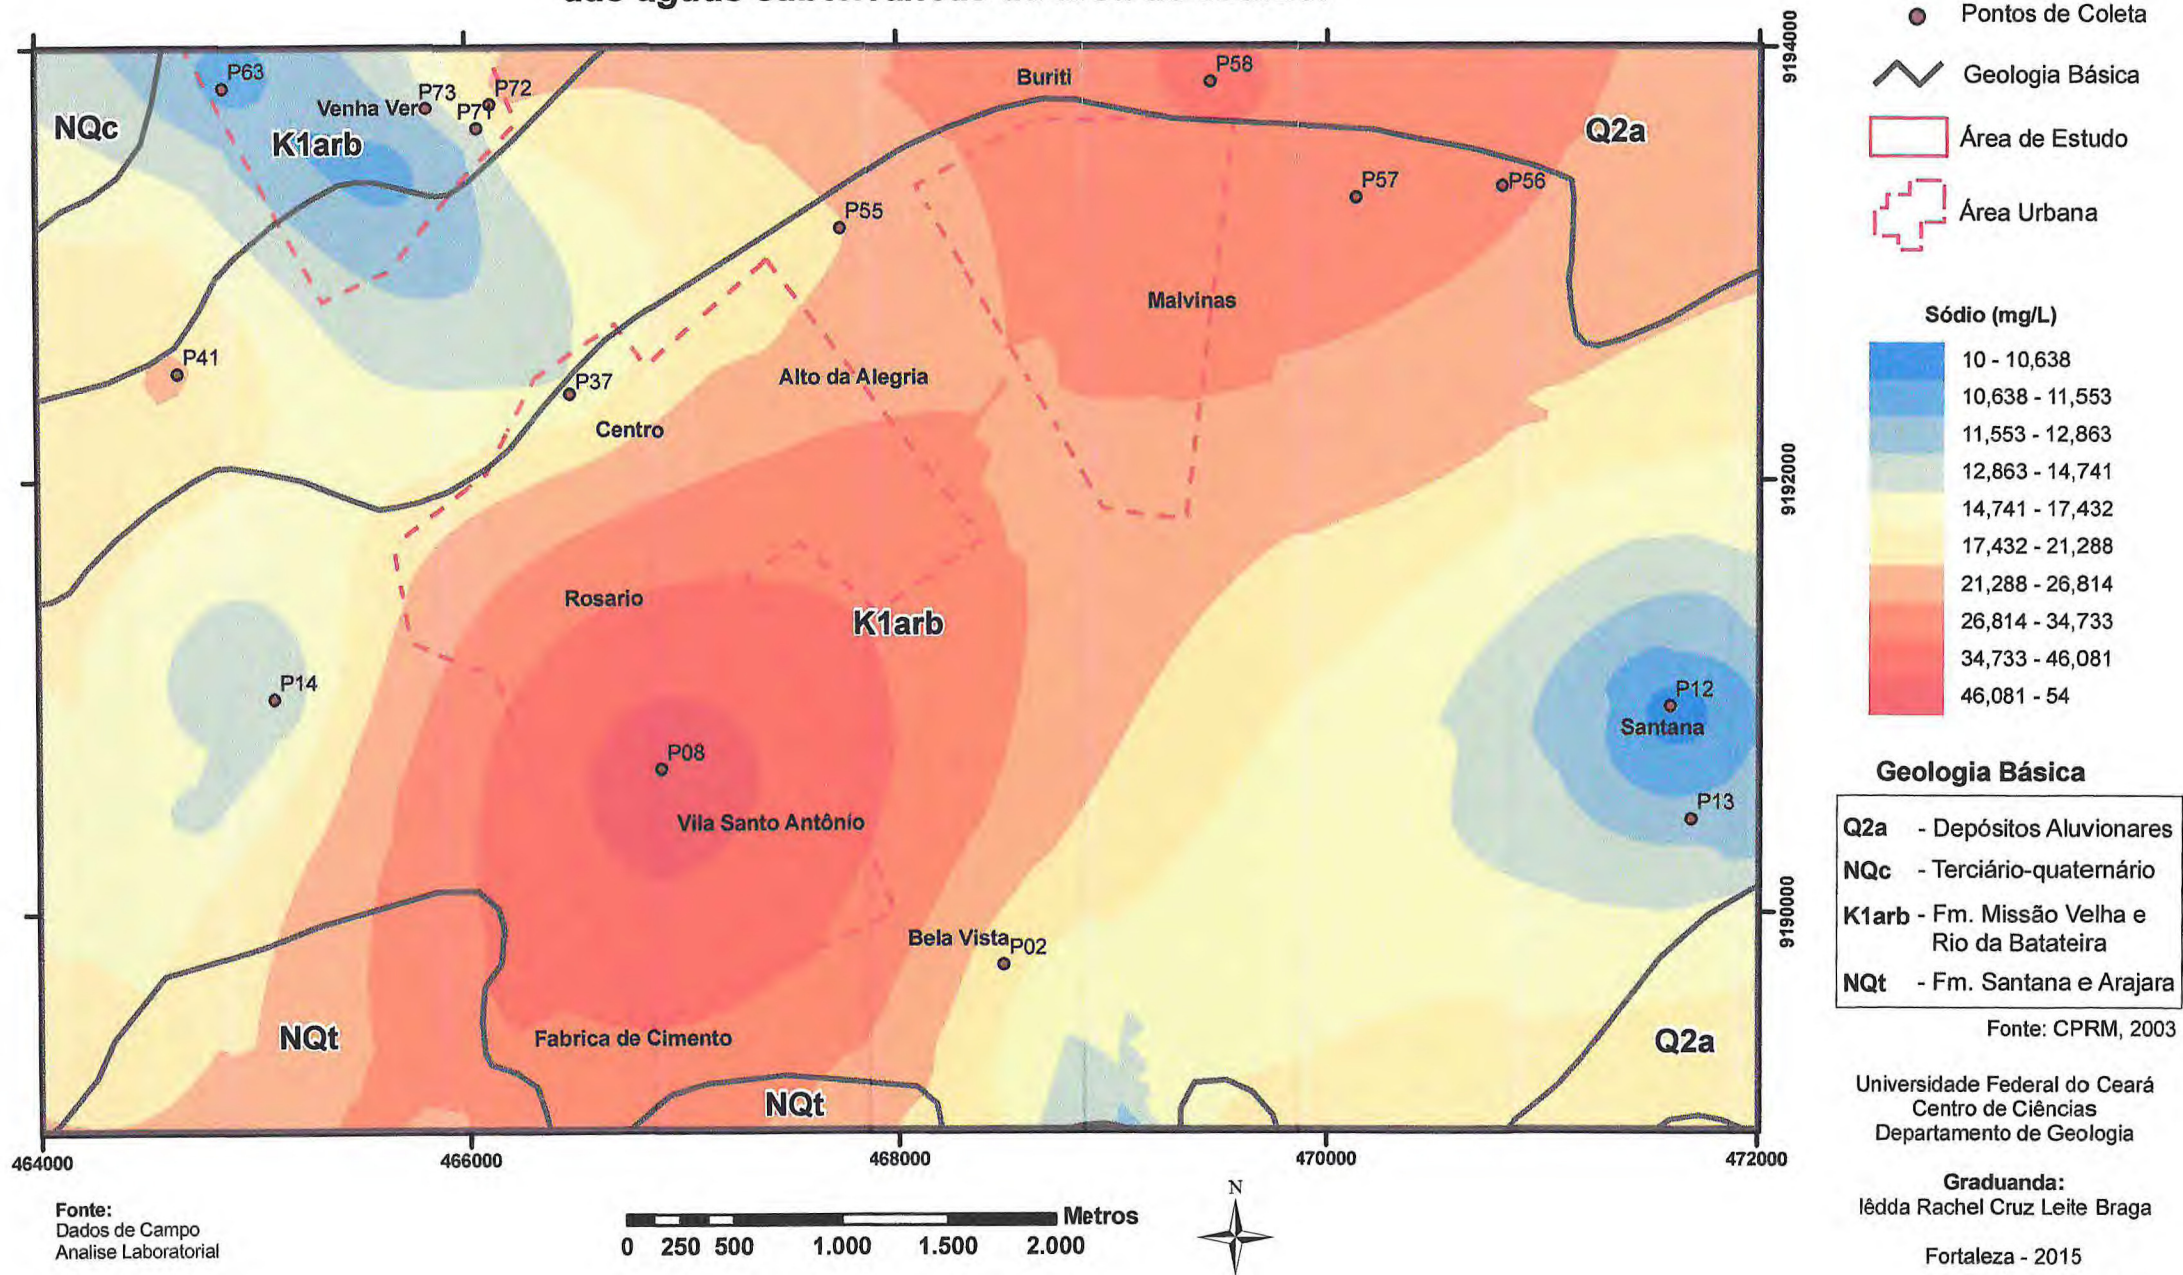 Pontos de Coleta
Geologia Básica
Área de Estudo
Área Urbana
Sódio (mg/L)
10 - 10,638
10,638 - 11,553
11,553 - 12,863
12,863 - 14,741
14,741 - 17,432
17,432 - 21,288
21,288 - 26,814
26,814 - 34,733
34,733 - 46,081
46,081 - 54
Geologia Básica
Q2a - Depósitos Aluvionares
NQc - Terciário-quaternário
K1arb - Fm. Missão Velha e
Rio da Batateira
NQt - Fm. Santana e Arajara
Fonte: CPRM, 2003
Universidade Federal do Ceará
Centro de Ciências
Departamento de Geologia
Graduanda:
Iêdda Rachel Cruz Leite Braga
Fortaleza - 2015
9194000
9192000
9190000
P63
P73
P72
Venha Ver
P71
NQc
K1arb
Buriti
P58
Q2a
P57
P56
P55
Malvinas
P41
P37
Alto da Alegria
Centro
Rosario
K1arb
P14
P12
Santana
P08
P13
Vila Santo Antônio
Bela Vista
P02
NQt
Fabrica de Cimento
Q2a
NQt
464000
466000
468000
470000
472000
Fonte:
Dados de Campo
Analise Laboratorial
Metros
0 250 500 1.000 1.500 2.000
N